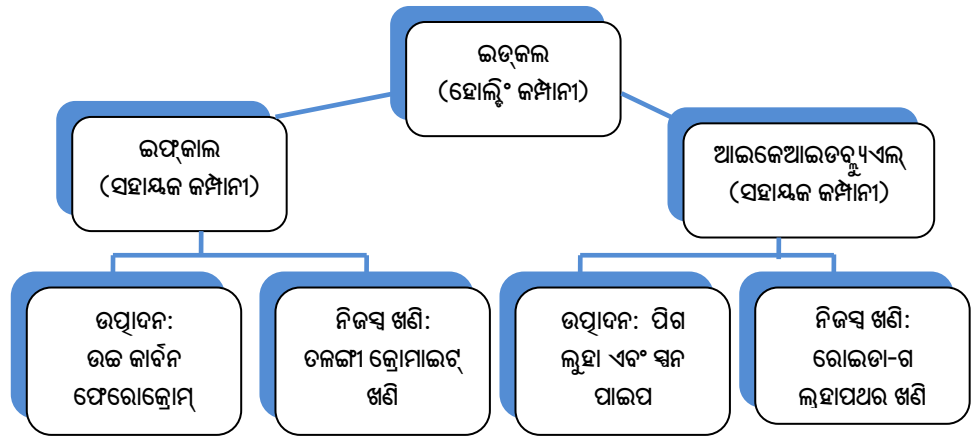 ଇଡ୍‌କଲ
(ହୋଲ୍ଡିଂ କମ୍ପାନୀ)
ଇଫ୍‌କାଲ
(ସହାୟକ କମ୍ପାନୀ)
ଆଇକେଆଇଡବ୍ଲ୍ୟୁଏଲ୍
(ସହାୟକ କମ୍ପାନୀ)
ଉତ୍ପାଦନ:
ଉଚ୍ଚ କାର୍ବନ
ଫେରୋକ୍ରୋମ୍
ନିଜସ୍ୱ ଖଣି:
ତଳଙ୍ଗୀ କ୍ରୋମାଇଟ୍
ଖଣି
ଉତ୍ପାଦନ: ପିଗ
ଲୁହା ଏବଂ ସ୍ପନ
ପାଇପ
ନିଜସ୍ୱ ଖଣି:
ରୋଇଡା-ଗ
ଲୁହାପଥର ଖଣି